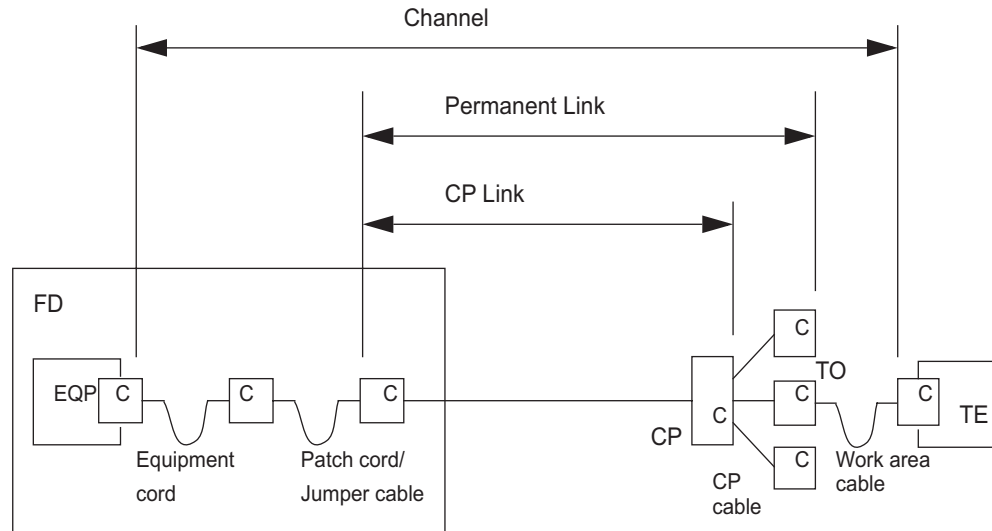 Channel
Permanent Link
CP Link
FD
EQP
C
C
C
Equipment
cord
Patch cord/
Jumper cable
C
CP
C
C
C
TO
CP
cable
Work area
cable
C
TE